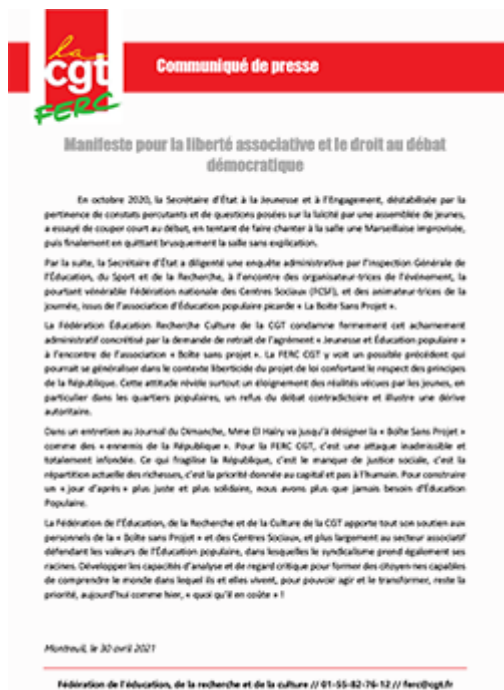 la
cgt
FERC
Communiqué de presse
Manifeste pour la liberté associative et le droit au débat
démocratique
En octobre 2020, la Secrétaire d'État à la Jeunesse et à l'Engagement, déstabilisée par la
pertinence de constats percutants et de questions posées sur la laïcité par une assemblée de jeunes,
a essayé de couper court au débat, en tentant de faire chanter à la salle une Marseillaise improvisée,
puis finalement en quittant brusquement la salle sans explication.
Par la suite, la Secrétaire d'État a diligenté une enquête administrative par l'Inspection Générale de
l'Éducation, du Sport et de la Recherche, à l'encontre des organisateur·trices de l'événement, la
pourtant vénérable Fédération nationale des Centres Sociaux (FCSF), et des animateur·trices de la
journée, issus de l'association d'Éducation populaire picarde « La Boite Sans Projet ».
La Fédération Éducation Recherche Culture de la CGT condamne fermement cet acharnement
administratif concrétisé par la demande de retrait de l'agrément « Jeunesse et Éducation populaire »
à l'encontre de l'association « Boîte sans projet ». La FERC CGT y voit un possible précédent qui
pourrait se généraliser dans le contexte liberticide du projet de loi confortant le respect des principes
de la République. Cette attitude révèle surtout un éloignement des réalités vécues par les jeunes, en
particulier dans les quartiers populaires, un refus du débat contradictoire et illustre une dérive
autoritaire.
Dans un entretien au Journal du Dimanche, Mme El Haïry va jusqu'à désigner la « Boîte Sans Projet »
comme des « ennemis de la République ». Pour la FERC CGT, c'est une attaque inadmissible et
totalement infondée. Ce qui fragilise la République, c'est le manque de justice sociale, c'est la
répartition actuelle des richesses, c'est la priorité donnée au capital et pas à l'humain. Pour construire
un « jour d'après » plus juste et plus solidaire, nous avons plus que jamais besoin d'Éducation
Populaire.
La Fédération de l'Éducation, de la Recherche et de la Culture de la CGT apporte tout son soutien aux
personnels de la « Boîte sans Projet » et des Centres Sociaux, et plus largement au secteur associatif
défendant les valeurs de l'Éducation populaire, dans lesquelles le syndicalisme prend également ses
racines. Développer les capacités d'analyse et de regard critique pour former des citoyen·nes capables
de comprendre le monde dans lequel ils et elles vivent, pour pouvoir agir et le transformer, reste la
priorité, aujourd'hui comme hier, « quoi qu'il en coûte » !
Montreuil, le 30 avril 2021
Fédération de l'éducation, de la recherche et de la culture // 01-55-82-76-12 // ferc@cgt.fr